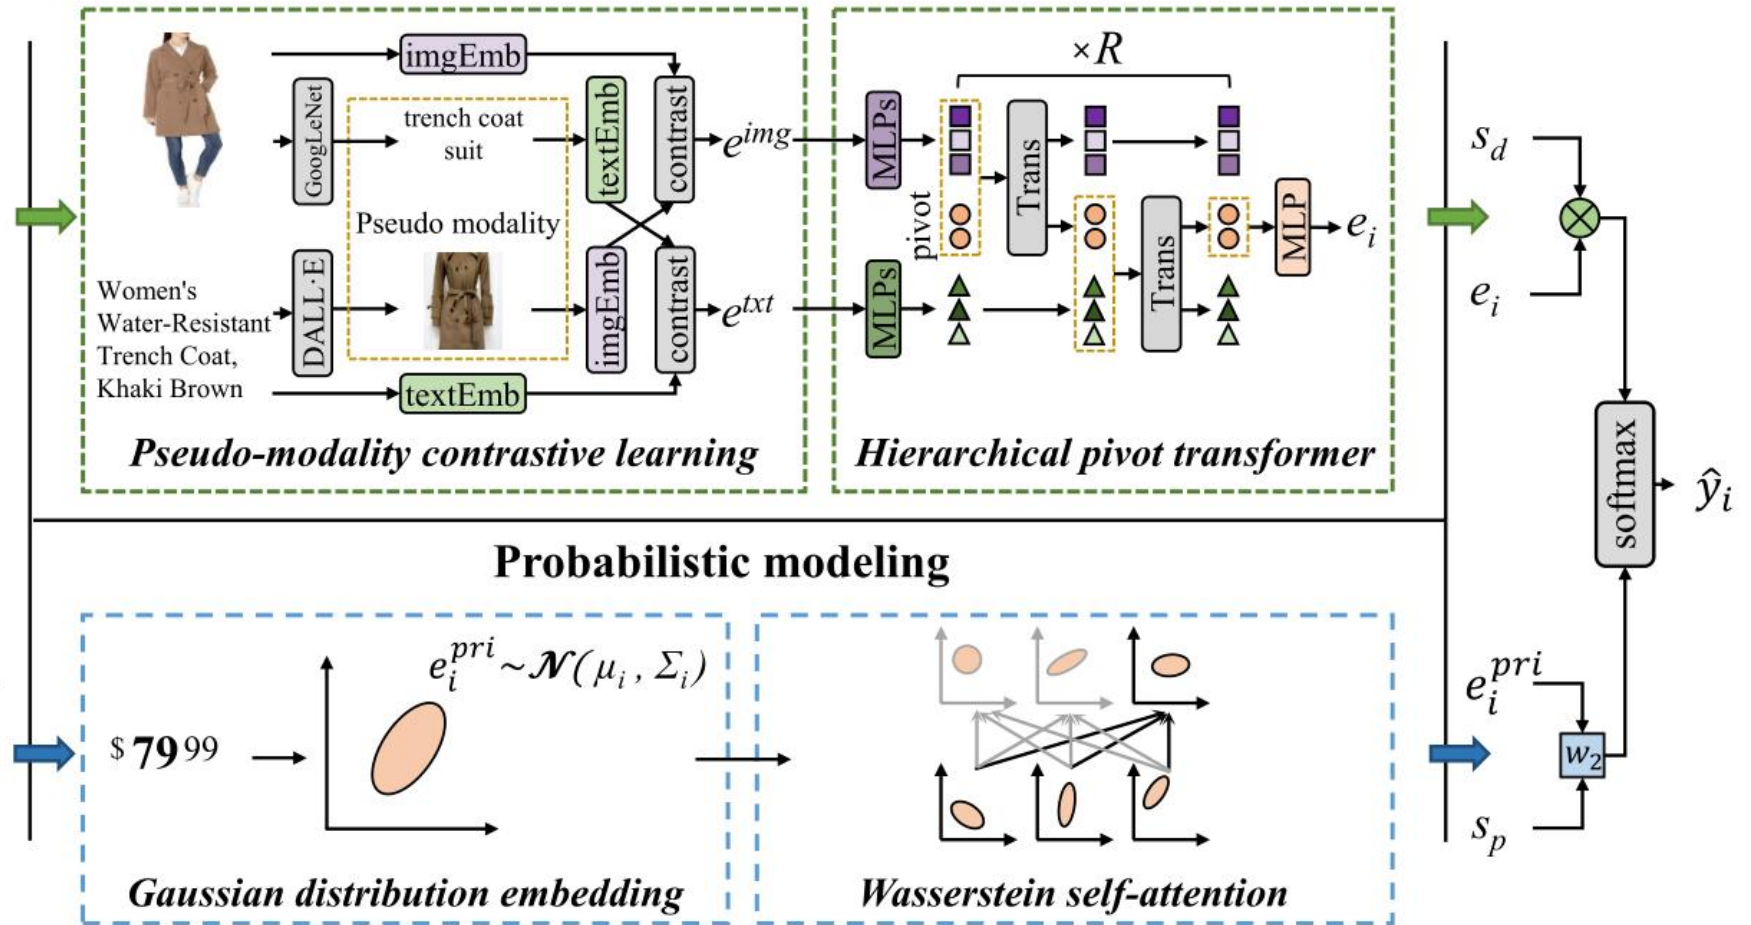 imgEmb
GoogLeNet
trench coat
suit
textEmb
contrast
e^{img}
Pseudo modality
Women's
Water-Resistant
Trench Coat,
Khaki Brown
DALL·E
imgEmb
contrast
e^{txt}
textEmb
Pseudo-modality contrastive learning
×R
MLPs
pivot
Trans
MLPs
Trans
MLP
e_i
Hierarchical pivot transformer
s_d
e_i
softmax
ŷ_i
e_i^{pri}
w_2
s_p
Probabilistic modeling
$ 79 99
e_i^{pri} ~ 𝒩(μ_i, Σ_i)
Gaussian distribution embedding
Wasserstein self-attention